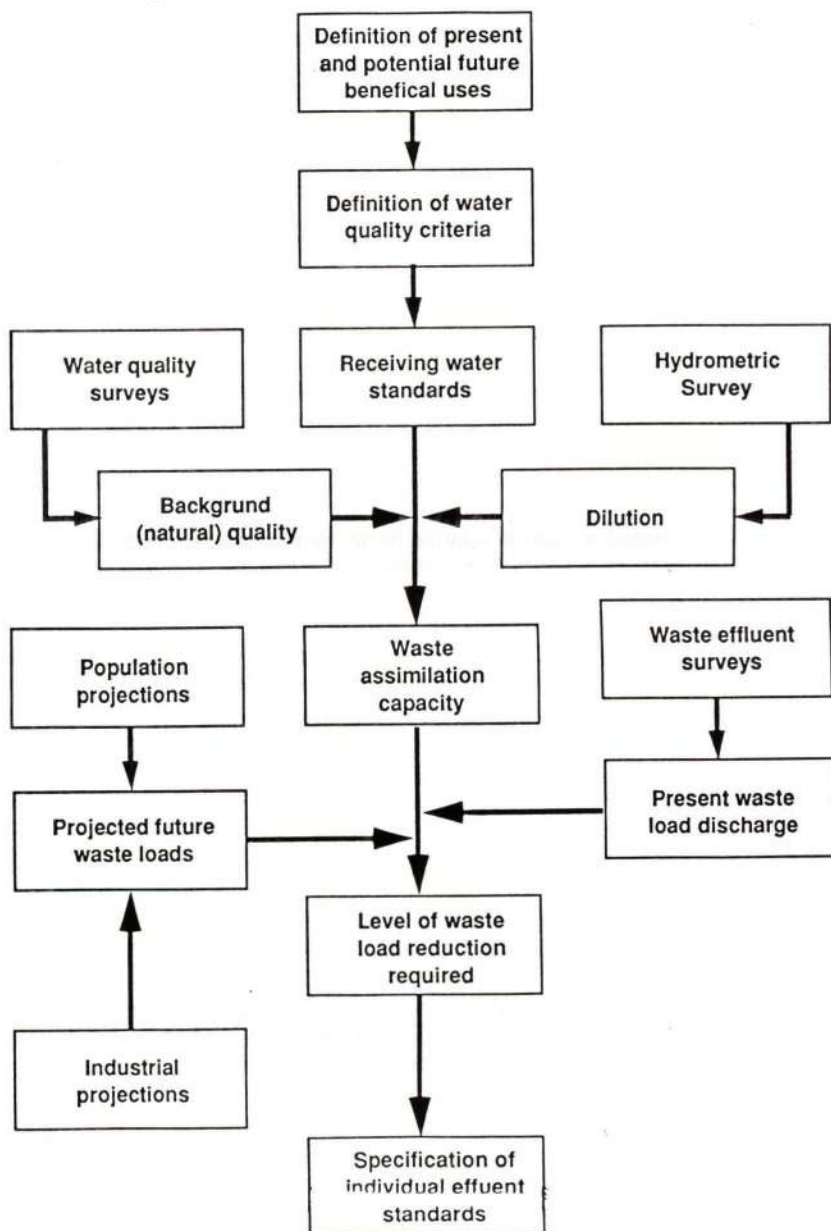 Definition of present
and potential future
benefical uses
Definition of water
quality criteria
Water quality
surveys
Receiving water
standards
Hydrometric
Survey
Backgrund
(natural) quality
Dilution
Population
projections
Waste
assimilation
capacity
Waste effluent
surveys
Projected future
waste loads
Present waste
load discharge
Level of waste
load reduction
required
Industrial
projections
Specification of
individual effuent
standards